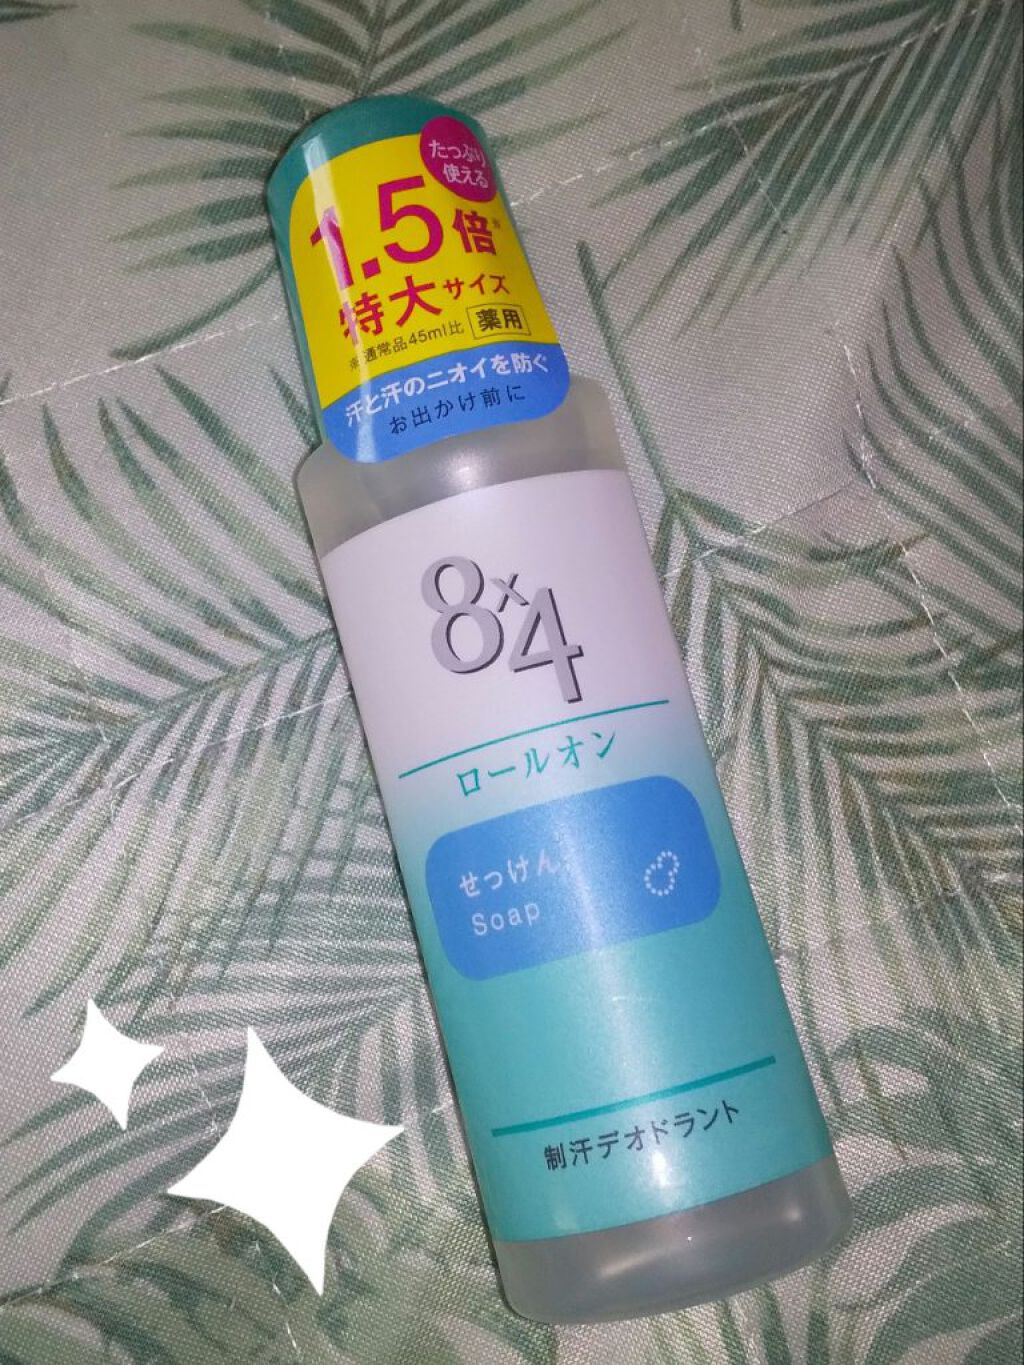 たっぷり
使える
1.5倍※
特大サイズ
※通常品45ml比 薬用
汗と汗のニオイを防ぐ
お出かけ前に
8x4
ロールオン
せっけん
Soap
制汗デオドラント